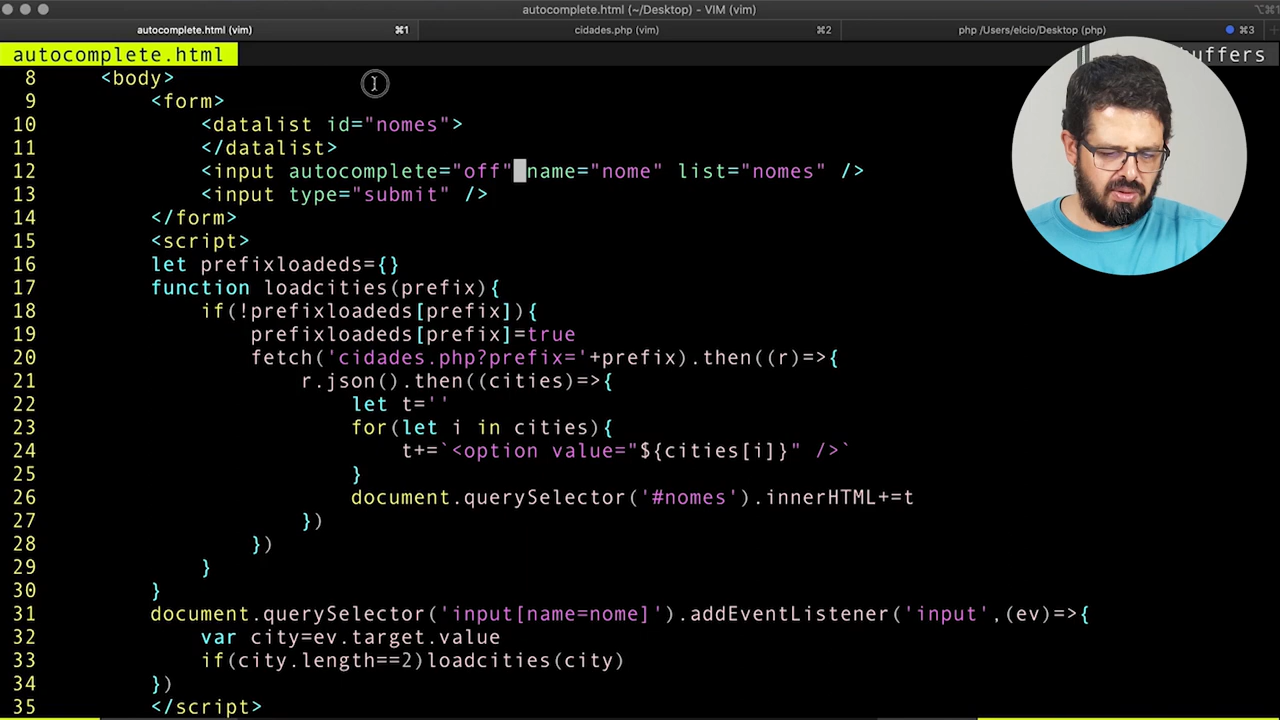 autocomplete.html (~/Desktop) - VIM (vim)
autocomplete.html (vim) ⌘1 cidades.php (vim) ⌘2 php /Users/elcio/Desktop (php) ⌘3
autocomplete.html buffers
8 <body>
9 <form>
10 <datalist id="nomes">
11 </datalist>
12 <input autocomplete="off" name="nome" list="nomes" />
13 <input type="submit" />
14 </form>
15 <script>
16 let prefixloadeds={}
17 function loadcities(prefix){
18 if(!prefixloadeds[prefix]){
19 prefixloadeds[prefix]=true
20 fetch('cidades.php?prefix='+prefix).then((r)=>{
21 r.json().then((cities)=>{
22 let t=''
23 for(let i in cities){
24 t+=`<option value="${cities[i]}" />`
25 }
26 document.querySelector('#nomes').innerHTML+=t
27 })
28 })
29 }
30 }
31 document.querySelector('input[name=nome]').addEventListener('input',(ev)=>{
32 var city=ev.target.value
33 if(city.length==2)loadcities(city)
34 })
35 </script>